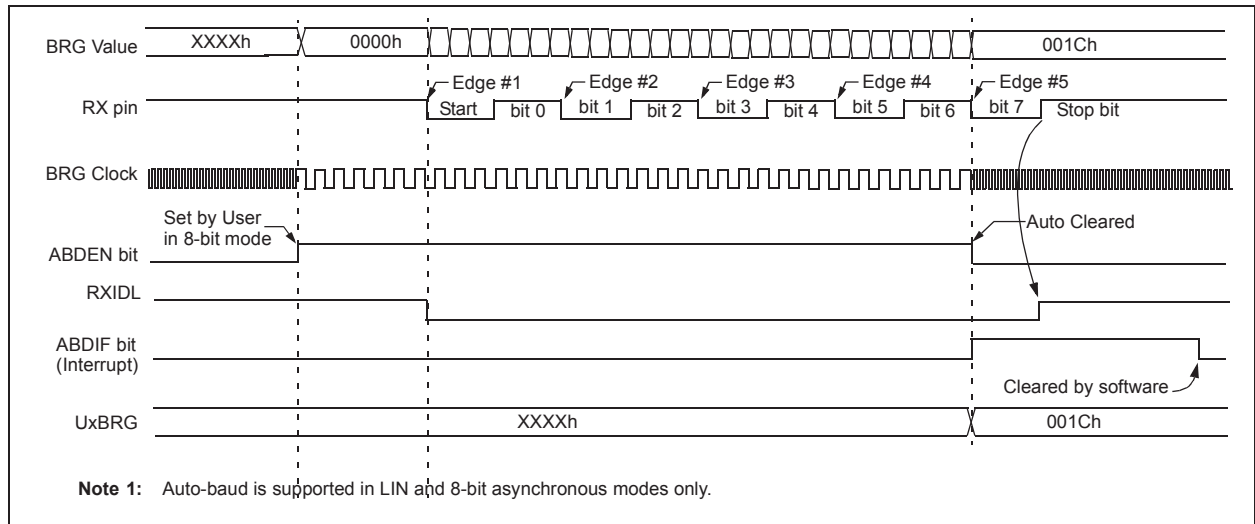 BRG Value XXXXh 0000h 001Ch
Edge #1 Edge #2 Edge #3 Edge #4 Edge #5
RX pin Start bit 0 bit 1 bit 2 bit 3 bit 4 bit 5 bit 6 bit 7 Stop bit
BRG Clock
Set by User
in 8-bit mode
Auto Cleared
ABDEN bit
RXIDL
ABDIF bit
(Interrupt)
Cleared by software
UxBRG XXXXh 001Ch
Note 1: Auto-baud is supported in LIN and 8-bit asynchronous modes only.